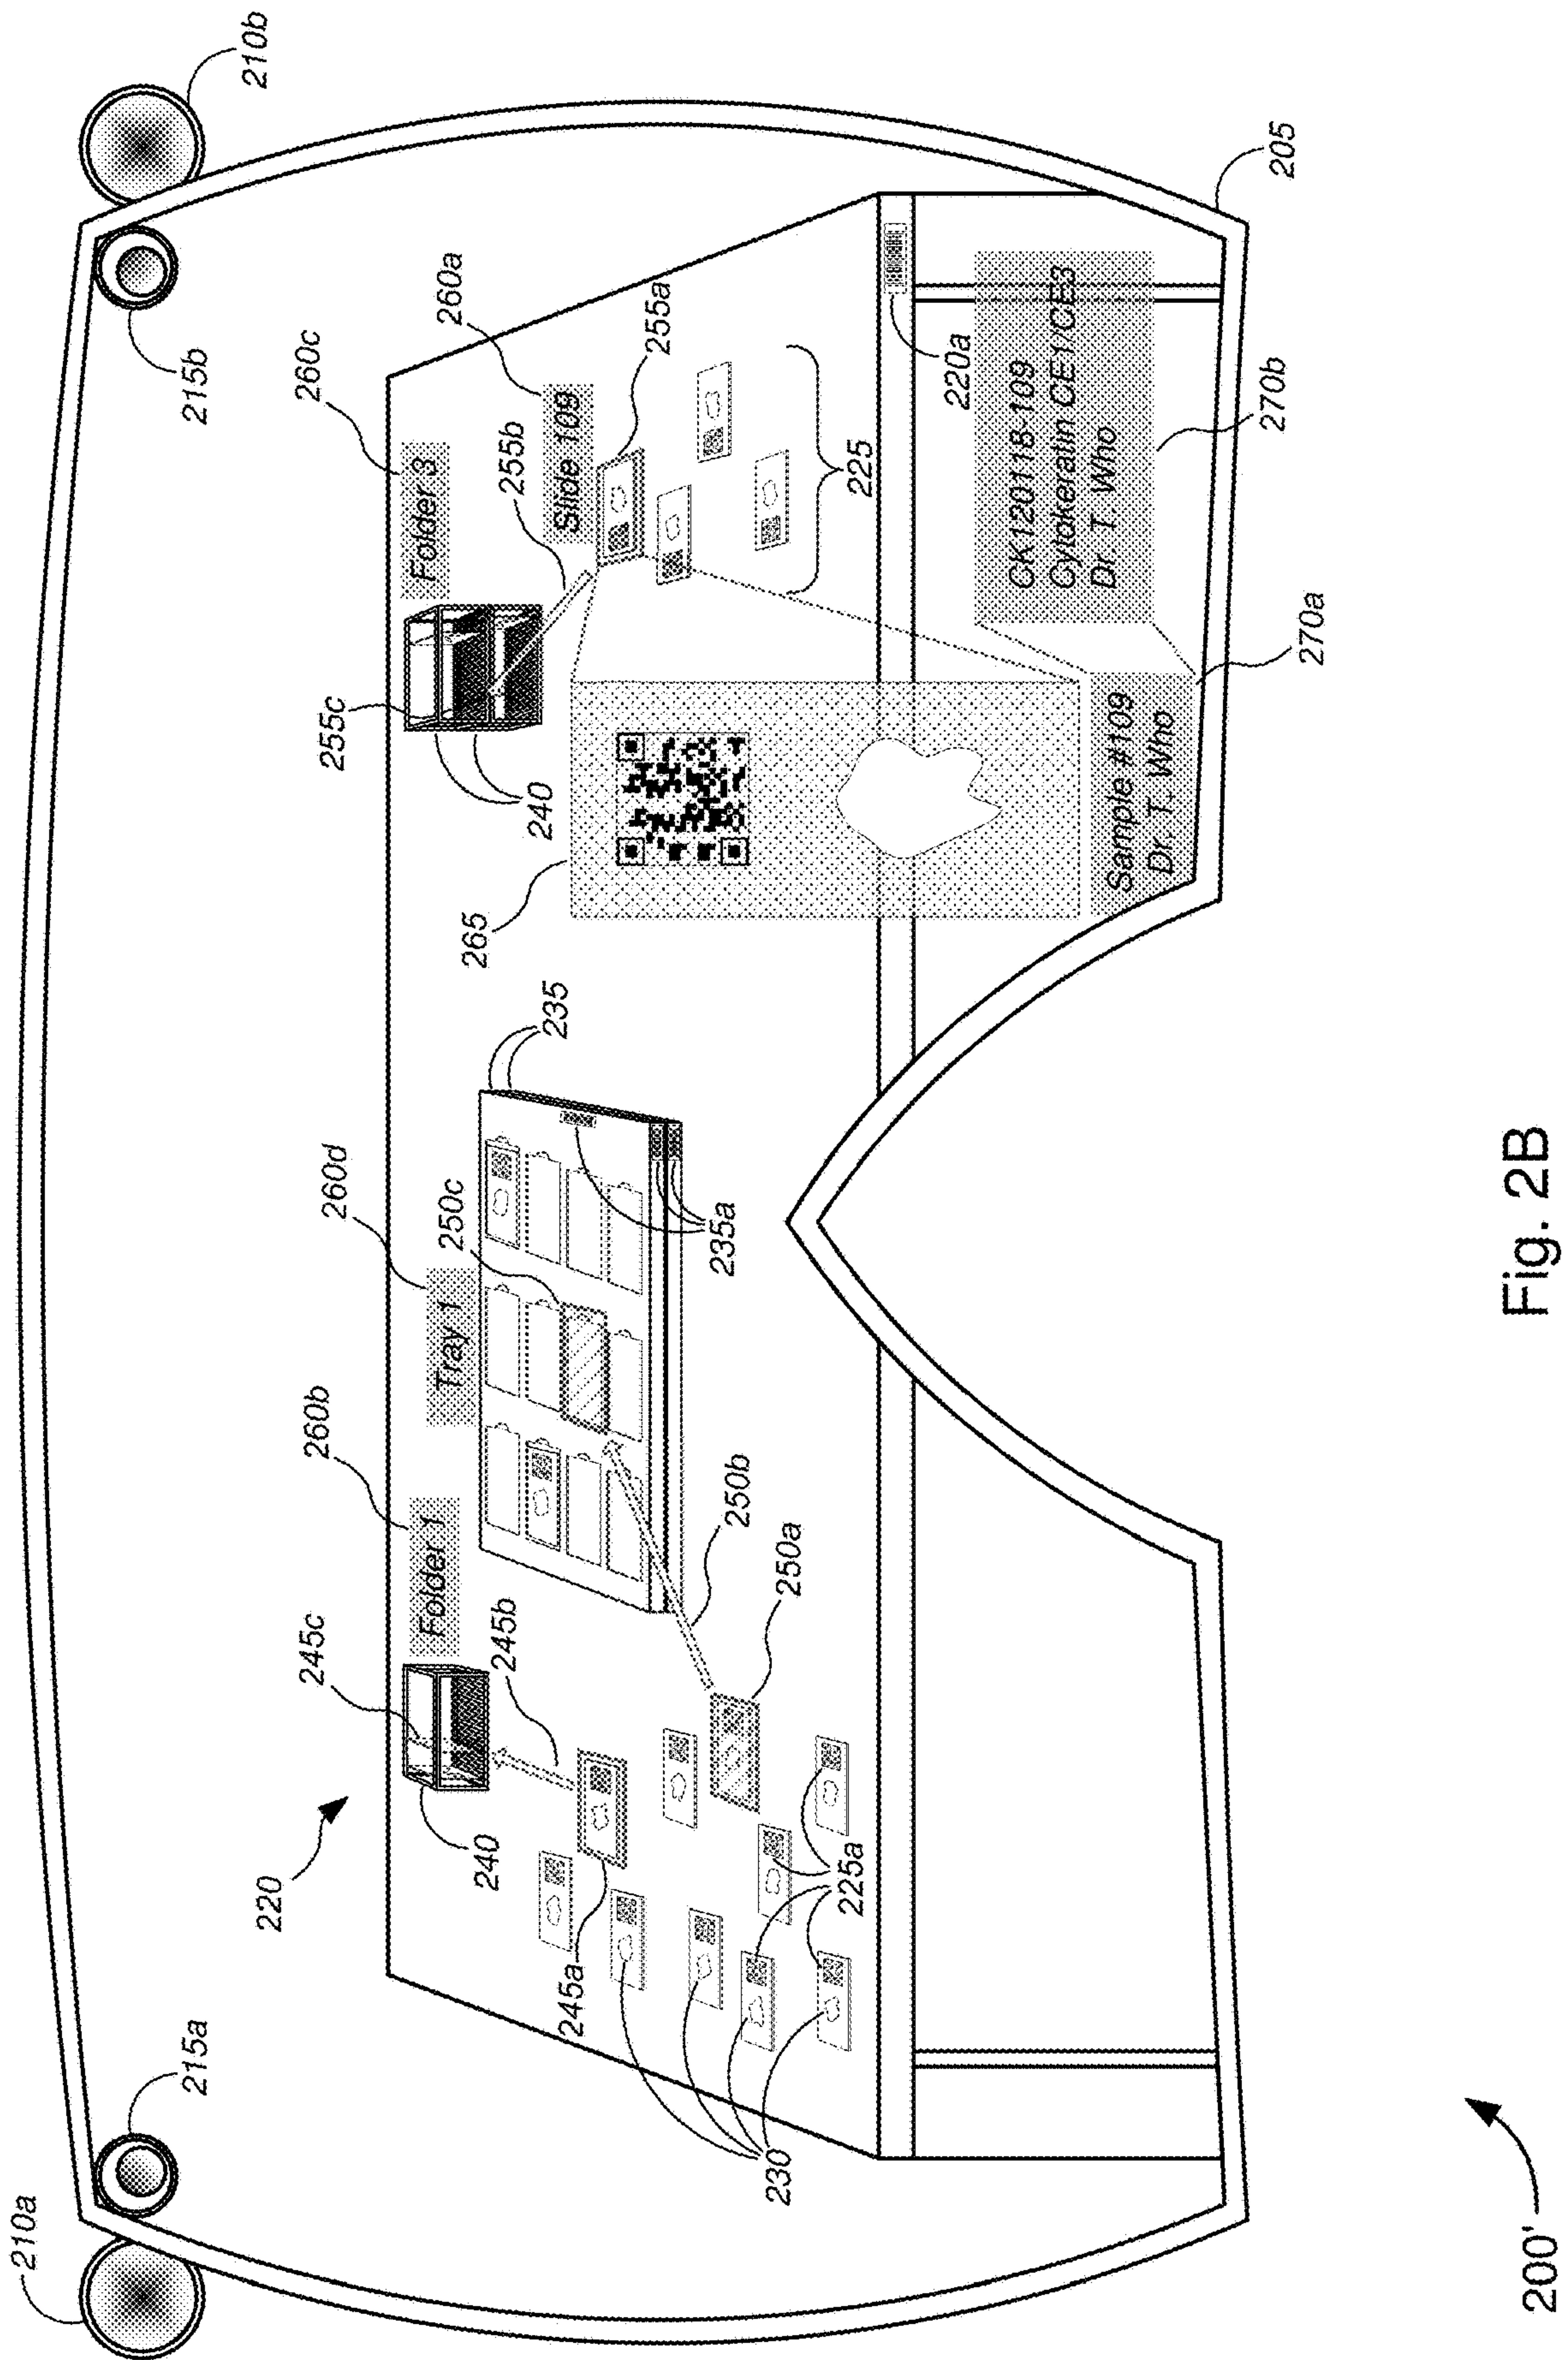 210a
215a
215b
210b
220
245c
260b
260d
260c
260a
240
Folder 1
Tray 1
255c
Folder 3
245b
250c
235
240
255b
Slide 109
255a
245a
250b
235a
265
250a
225
230
225a
220a
205
CK120118-109
Cytokeratin CE1/CE3
Dr. T. Who
Sample #109
Dr. T. Who
270a
270b
200'
Fig. 2B